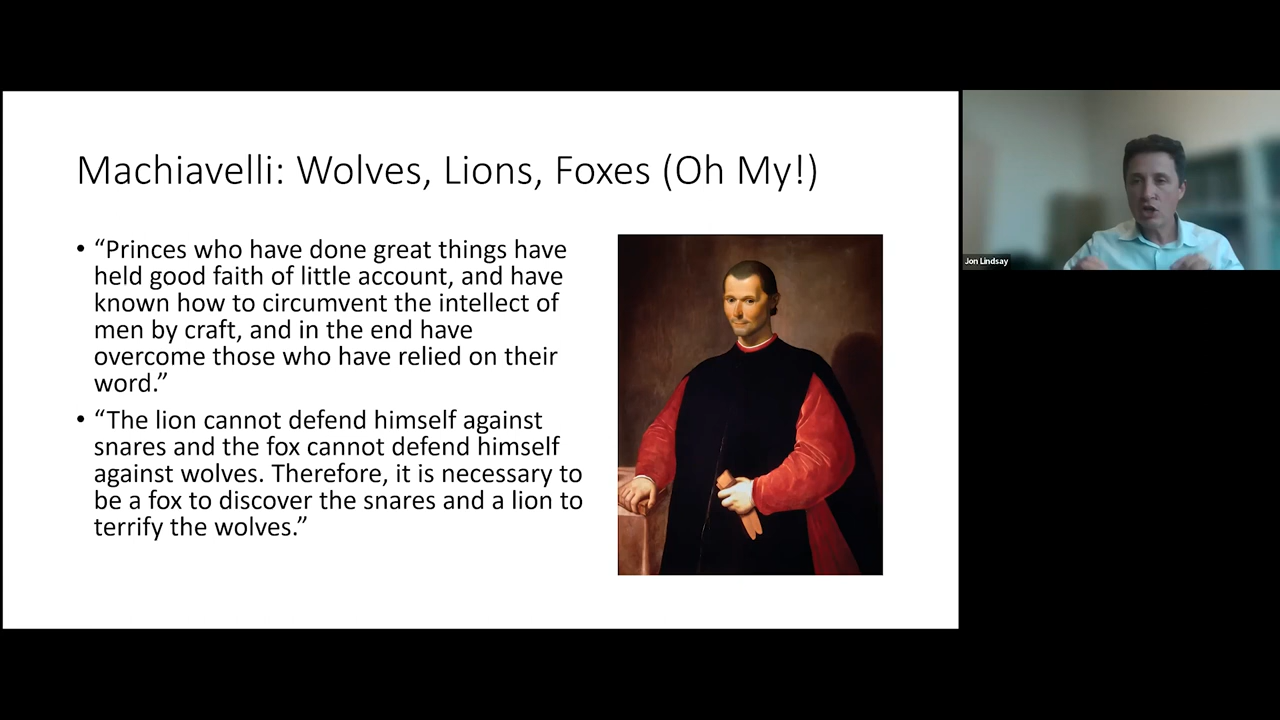 Machiavelli: Wolves, Lions, Foxes (Oh My!)
• “Princes who have done great things have
held good faith of little account, and have
known how to circumvent the intellect of
men by craft, and in the end have
overcome those who have relied on their
word.”
• “The lion cannot defend himself against
snares and the fox cannot defend himself
against wolves. Therefore, it is necessary to
be a fox to discover the snares and a lion to
terrify the wolves.”
Jon Lindsay